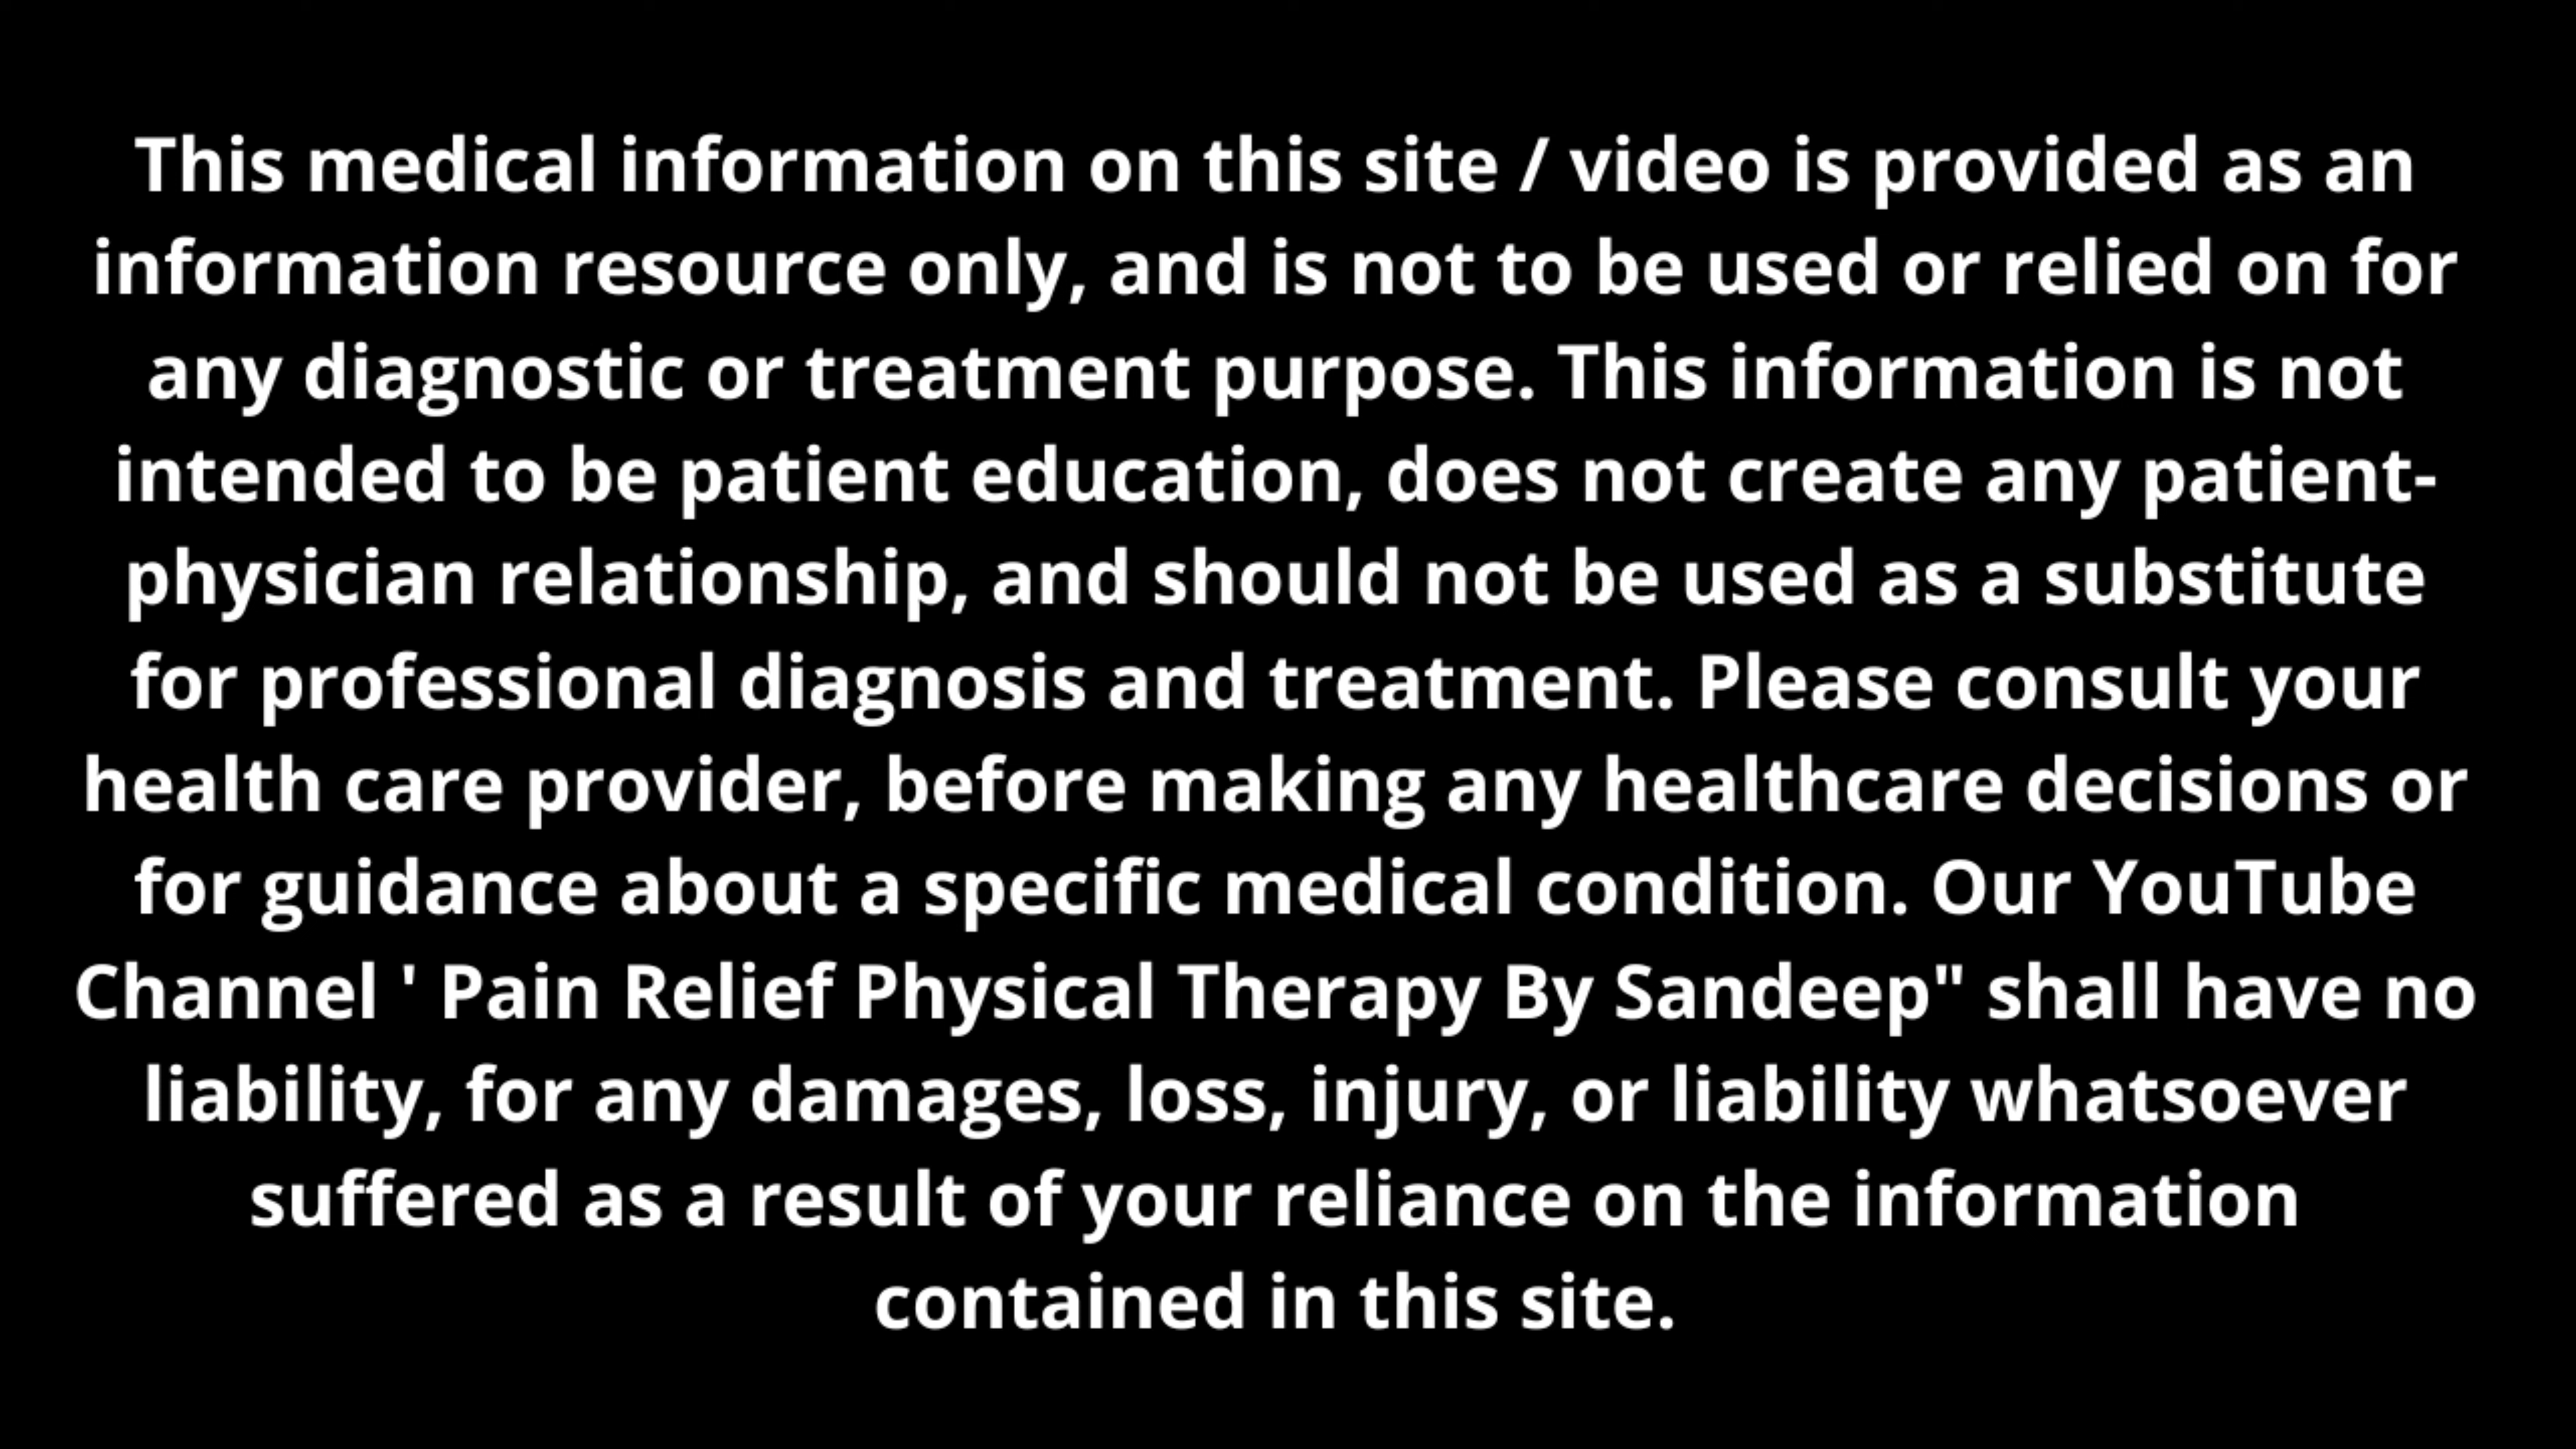 This medical information on this site / video is provided as an
information resource only, and is not to be used or relied on for
any diagnostic or treatment purpose. This information is not
intended to be patient education, does not create any patient-
physician relationship, and should not be used as a substitute
for professional diagnosis and treatment. Please consult your
health care provider, before making any healthcare decisions or
for guidance about a specific medical condition. Our YouTube
Channel ' Pain Relief Physical Therapy By Sandeep" shall have no
liability, for any damages, loss, injury, or liability whatsoever
suffered as a result of your reliance on the information
contained in this site.